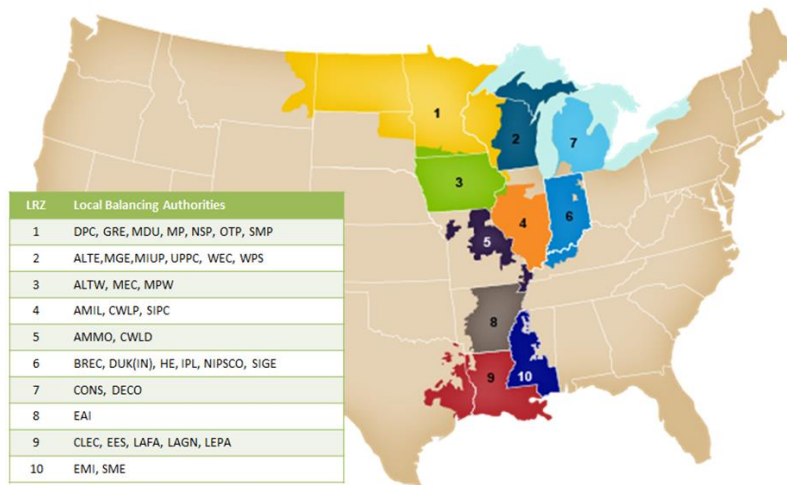 1
2
7
3
4
6
5
8
9
10
LRZ Local Balancing Authorities
1 DPC, GRE, MDU, MP, NSP, OTP, SMP
2 ALTE,MGE,MIUP, UPPC, WEC, WPS
3 ALTW, MEC, MPW
4 AMIL, CWLP, SIPC
5 AMMO, CWLD
6 BREC, DUK(IN), HE, IPL, NIPSCO, SIGE
7 CONS, DECO
8 EAI
9 CLEC, EES, LAFA, LAGN, LEPA
10 EMI, SME